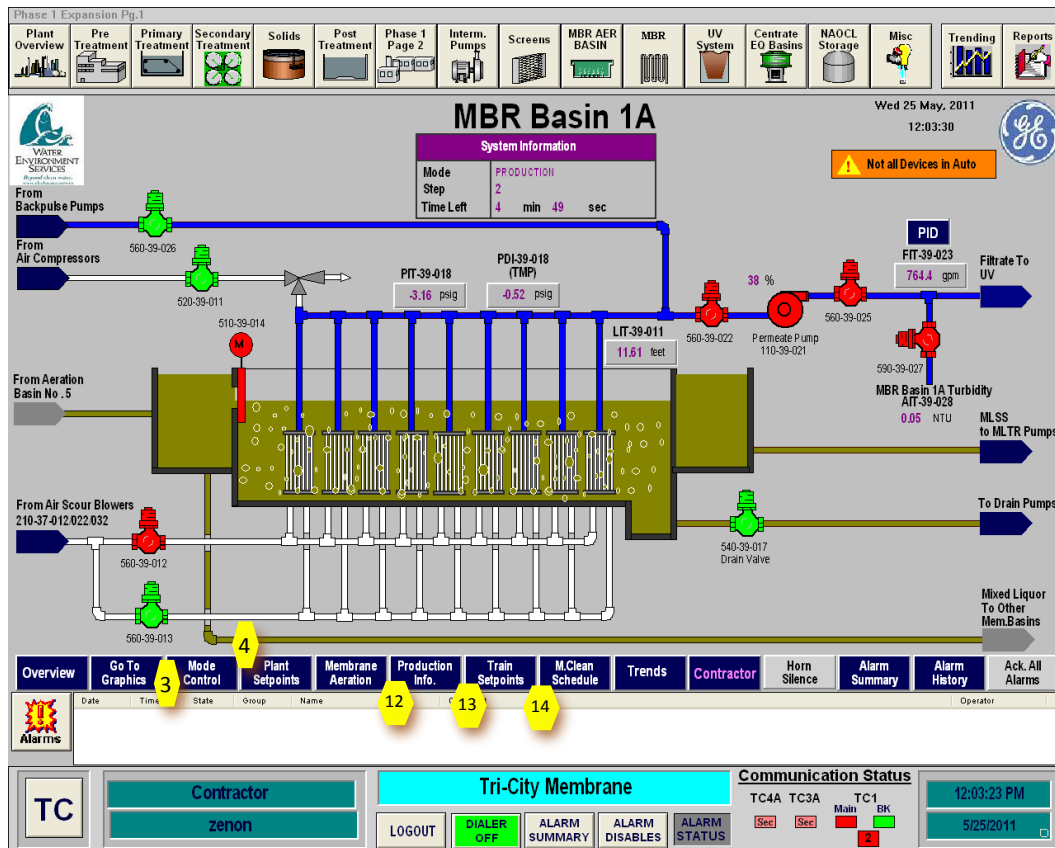 Phase 1 Expansion Pg.1
Plant
Overview
Pre
Treatment
Primary
Treatment
Secondary
Treatment
Solids
Post
Treatment
Phase 1
Page 2
Interm.
Pumps
Screens
MBR AER
BASIN
MBR
UV
System
Centrate
EQ Basins
NAOCL
Storage
Misc
Trending
Reports
WATER
ENVIRONMENT
SERVICES
MBR Basin 1A
Wed 25 May, 2011
12:03:30
GE
System Information
Mode PRODUCTION
Step 2
Time Left 4 min 49 sec
Not all Devices in Auto
From
Backpulse Pumps
560-39-026
From
Air Compressors
520-39-011
PIT-39-018
-3.16 psig
PDI-39-018
(TMP)
-0.52 psig
PID
FIT-39-023
764.4 gpm
Filtrate To
UV
38 %
560-39-025
510-39-014
M
LIT-39-011
11.61 feet
560-39-022
Permeate Pump
110-39-021
590-39-027
From Aeration
Basin No .5
MBR Basin 1A Turbidity
AIT-39-028
0.05 NTU
MLSS
to MLTR Pumps
From Air Scour Blowers
210-37-012/022/032
560-39-012
To Drain Pumps
540-39-017
Drain Valve
560-39-013
Mixed Liquor
To Other
Mem.Basins
4
Overview
Go To
Graphics
3
Mode
Control
Plant
Setpoints
Membrane
Aeration
Production
Info.
Train
Setpoints
M.Clean
Schedule
Trends
Contractor
Horn
Silence
Alarm
Summary
Alarm
History
Ack. All
Alarms
12
13
14
Alarms
Date Time State Group Name Operator
TC
Contractor
zenon
Tri-City Membrane
LOGOUT
DIALER
OFF
ALARM
SUMMARY
ALARM
DISABLES
ALARM
STATUS
Communication Status
TC4A TC3A TC1
Main BK
Sec Sec
2
12:03:23 PM
5/25/2011